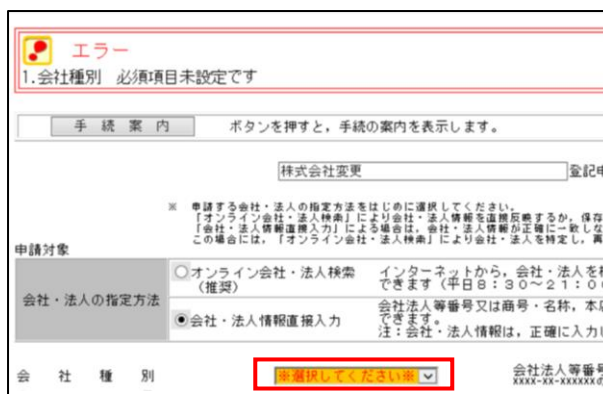 エラー
1.会社種別 必須項目未設定です
手続案内 ボタンを押すと，手続の案内を表示します。
株式会社変更 登記申
※ 申請する会社・法人の指定方法をはじめに選択してください。
「オンライン会社・法人検索」により会社・法人情報を直接反映するか，保存
「会社・法人情報直接入力」による場合は，会社・法人情報が正確に一致しな
この場合には，「オンライン会社・法人検索」により会社・法人を特定し，再
申請対象
会社・法人の指定方法
オンライン会社・法人検索 インターネットから，会社・法人を検
（推奨） できます（平日8：30～21：00
会社・法人情報直接入力 会社法人等番号又は商号・名称，本店
できます。
注：会社・法人情報は，正確に入力し
会社種別 ※選択してください※ 会社法人等番号
xxxx-xx-xxxxxxの